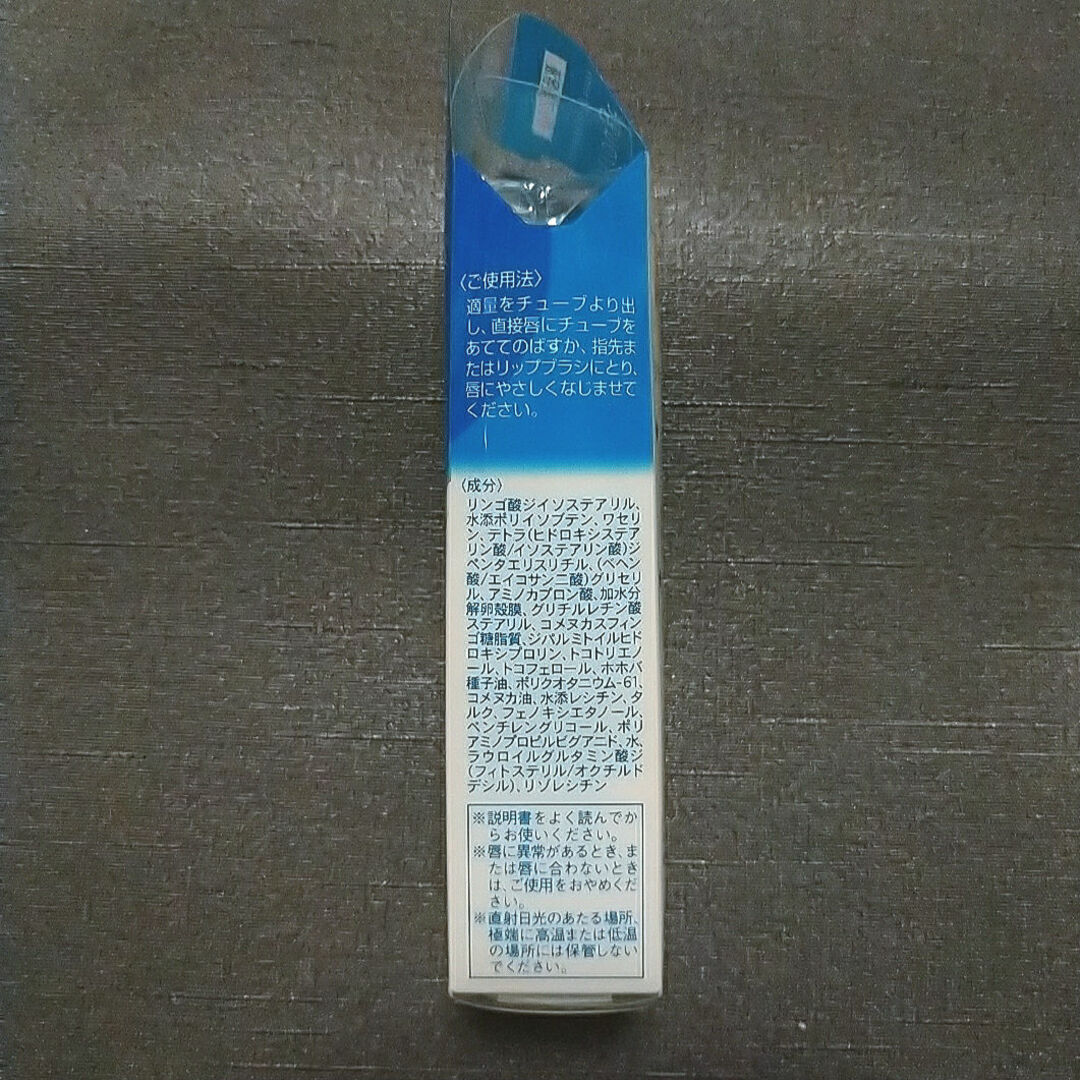 〈ご使用法〉
適量をチューブより出
し、直接唇にチューブを
あててのばすか、指先ま
たはリップブラシにとり、
唇にやさしくなじませて
ください。
〈成分〉
リンゴ酸ジイソステアリル、
水添ポリイソブテン、ワセリ
ン、テトラ(ヒドロキシステア
リン酸/イソステアリン酸)ジ
ペンタエリスリチル、(ベヘン
酸/エイコサン二酸)グリセリ
ル、アミノカプロン酸、加水分
解卵殻膜、グリチルレチン酸
ステアリル、コメヌカスフィン
ゴ糖脂質、ジパルミトイルヒド
ロキシプロリン、トコトリエノ
ール、トコフェロール、ホホバ
種子油、ポリクオタニウム-61、
コメヌカ油、水添レシチン、タ
ルク、フェノキシエタノール、
ペンチレングリコール、ポリ
アミノプロピルビグアニド、水、
ラウロイルグルタミン酸ジ
(フィトステリル/オクチルド
デシル)、リゾレシチン
※説明書をよく読んでか
らお使いください。
※唇に異常があるとき、ま
たは唇に合わないとき
は、ご使用をおやめくだ
さい。
※直射日光のあたる場所、
極端に高温または低温
の場所には保管しない
でください。